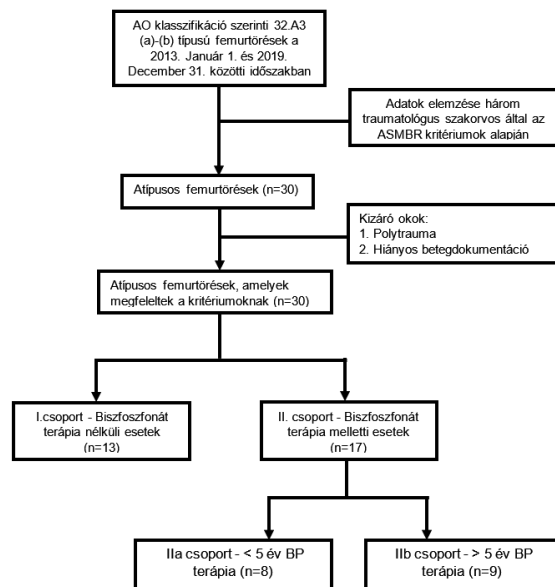 AO klasszifikáció szerinti 32.A3
(a)-(b) típusú femurtörések a
2013. Január 1. és 2019.
December 31. közötti időszakban
Adatok elemzése három
traumatológus szakorvos által az
ASMBR kritériumok alapján
Atípusos femurtörések (n=30)
Kizáró okok:
1. Polytrauma
2. Hiányos betegdokumentáció
Atípusos femurtörések, amelyek
megfeleltek a kritériumoknak (n=30)
I.csoport - Biszfoszfonát
terápia nélküli esetek
(n=13)
II. csoport - Biszfoszfonát
terápia melletti esetek
(n=17)
IIa csoport - < 5 év BP
terápia (n=8)
IIb csoport - > 5 év BP
terápia (n=9)